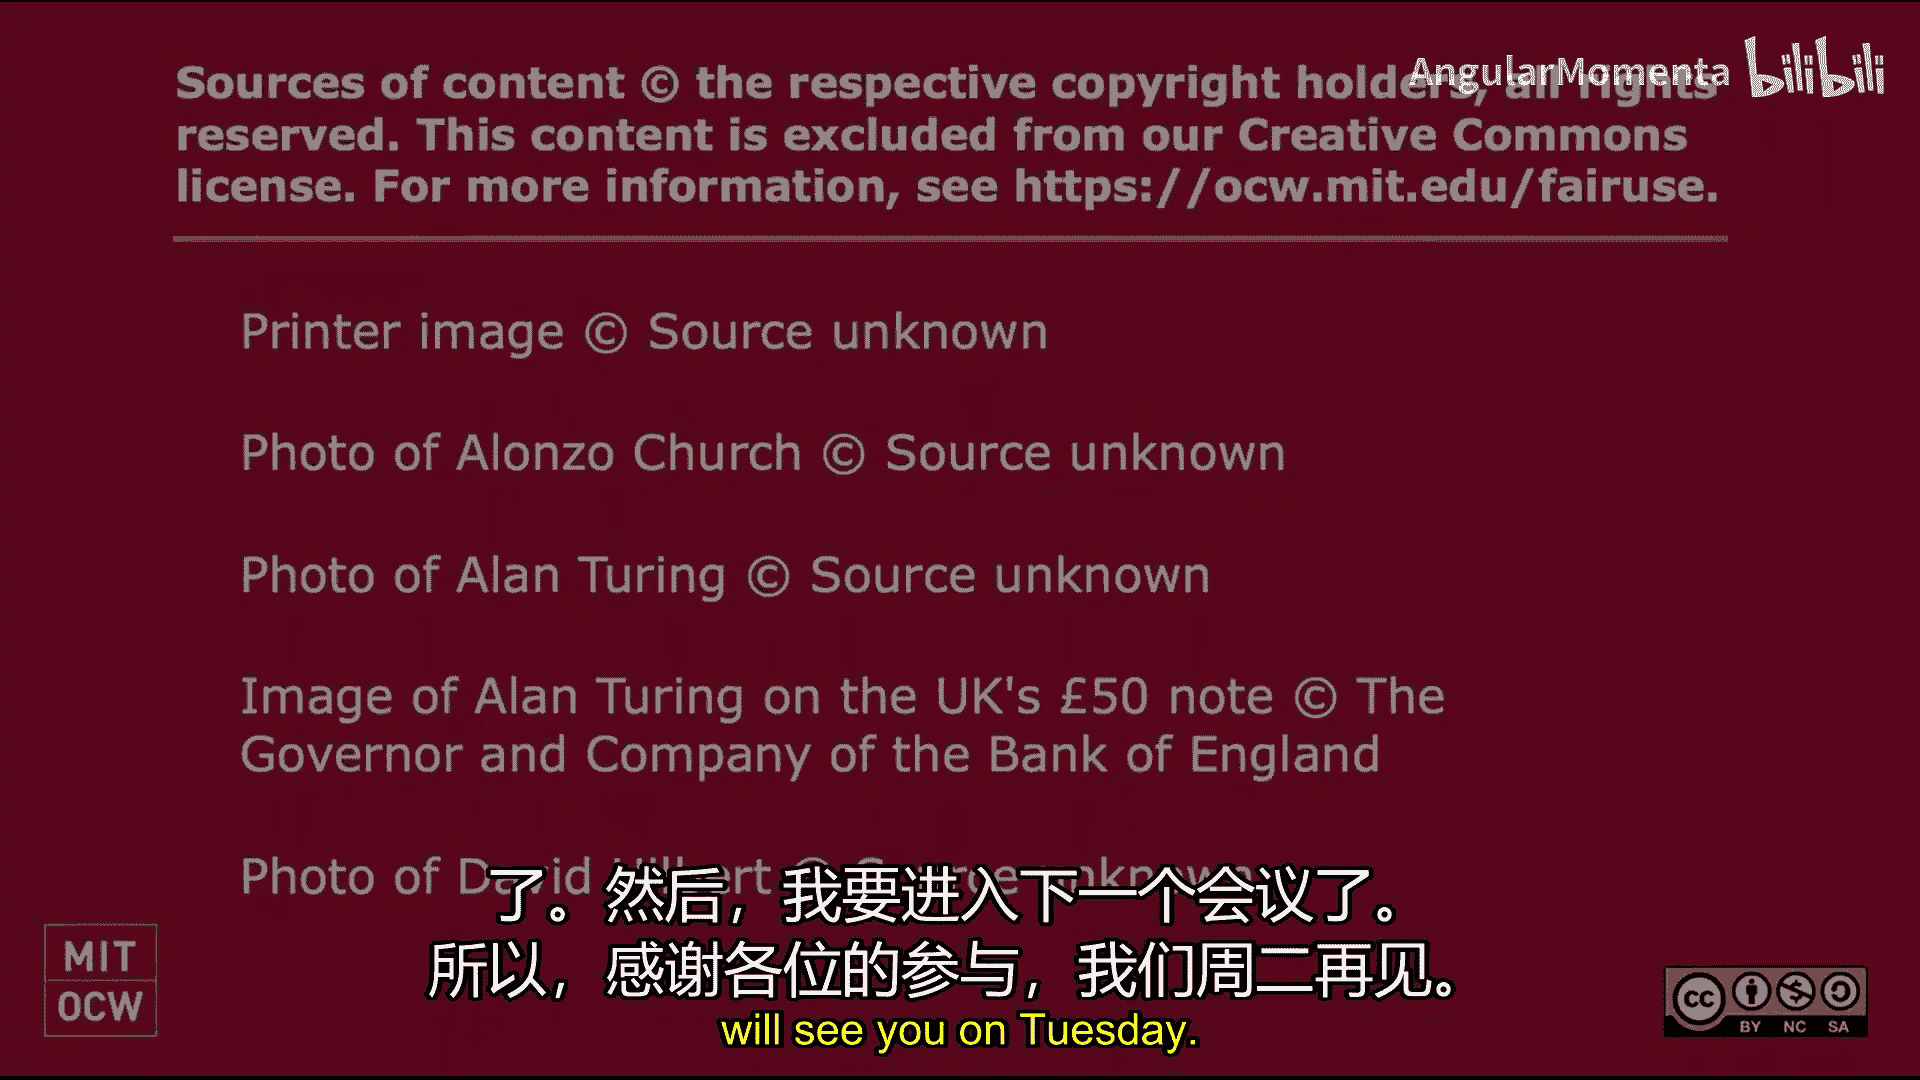 Sources of content © the respective copyright holders, all rights
reserved. This content is excluded from our Creative Commons
license. For more information, see https://ocw.mit.edu/fairuse.
AngularMomenta bilibili
Printer image © Source unknown
Photo of Alonzo Church © Source unknown
Photo of Alan Turing © Source unknown
Image of Alan Turing on the UK's £50 note © The
Governor and Company of the Bank of England
Photo of David Hilbert © Source unknown
了。然后，我要进入下一个会议了。
所以，感谢各位的参与，我们周二再见。
will see you on Tuesday.
MIT
OCW
cc
BY NC SA